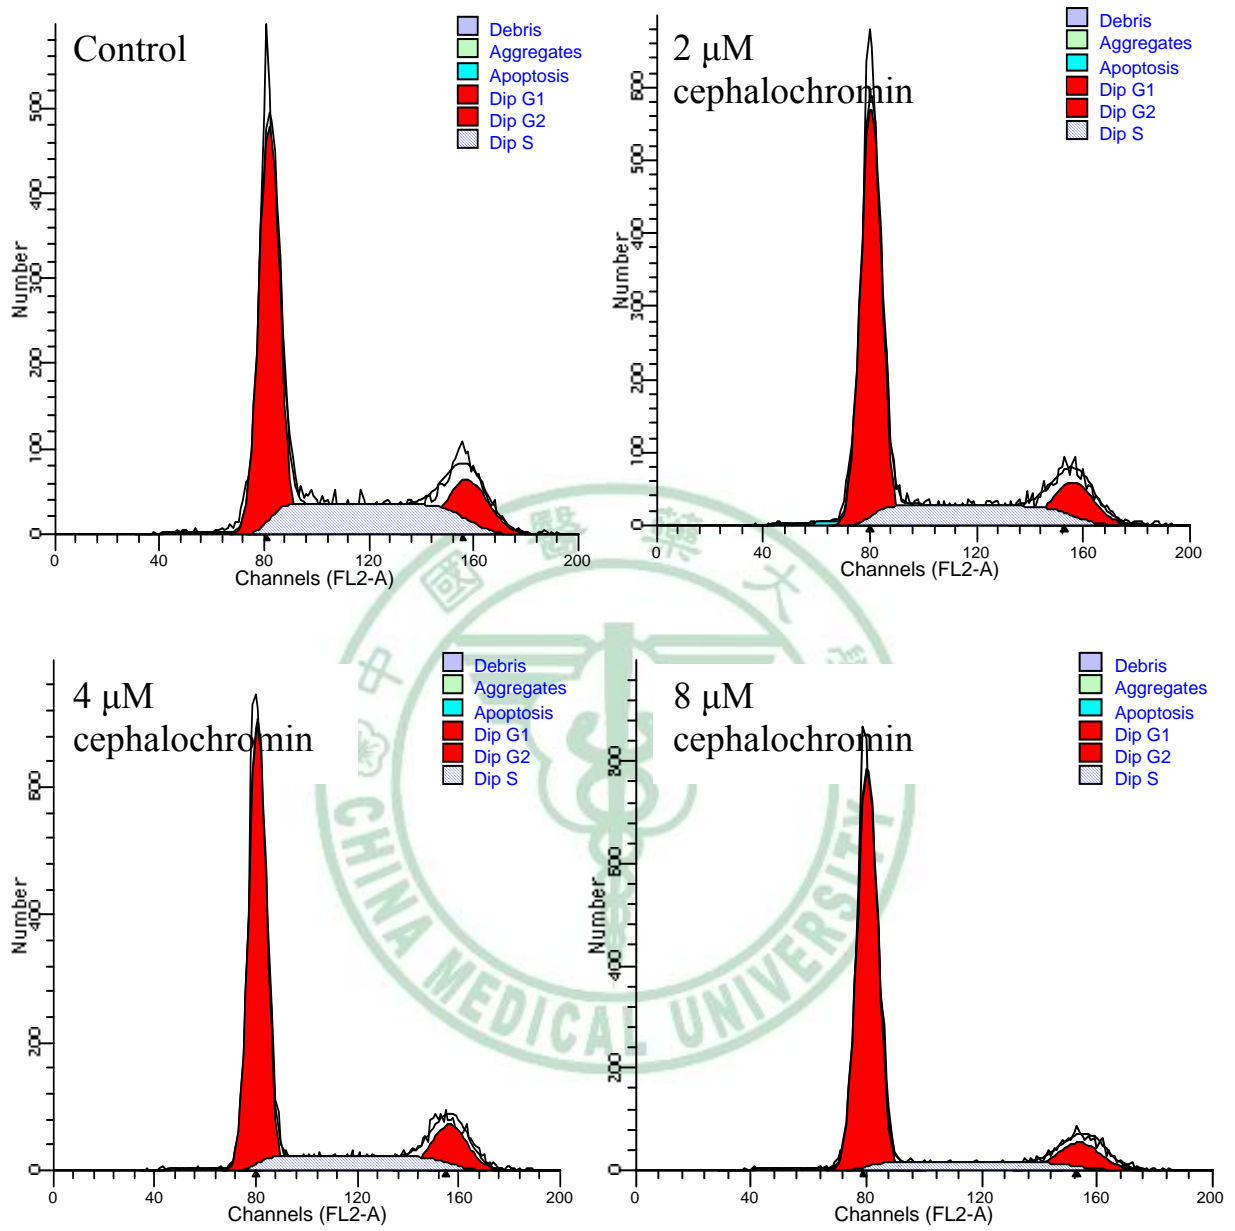 Control
Debris
Aggregates
Apoptosis
Dip G1
Dip G2
Dip S
Number
0
100
200
300
400
500
0
40
80
120
160
200
Channels (FL2-A)
2 μM
cephalochromin
Debris
Aggregates
Apoptosis
Dip G1
Dip G2
Dip S
Number
0
100
200
300
400
500
600
0
40
80
120
160
200
Channels (FL2-A)
中國醫藥大
4 μM
cephalochromin
Debris
Aggregates
Apoptosis
Dip G1
Dip G2
Dip S
Number
0
200
400
600
0
40
80
120
160
200
Channels (FL2-A)
8 μM
cephalochromin
Debris
Aggregates
Apoptosis
Dip G1
Dip G2
Dip S
Number
0
200
400
600
800
0
40
80
120
160
200
Channels (FL2-A)
CHINA MEDICAL UNIVERSITY